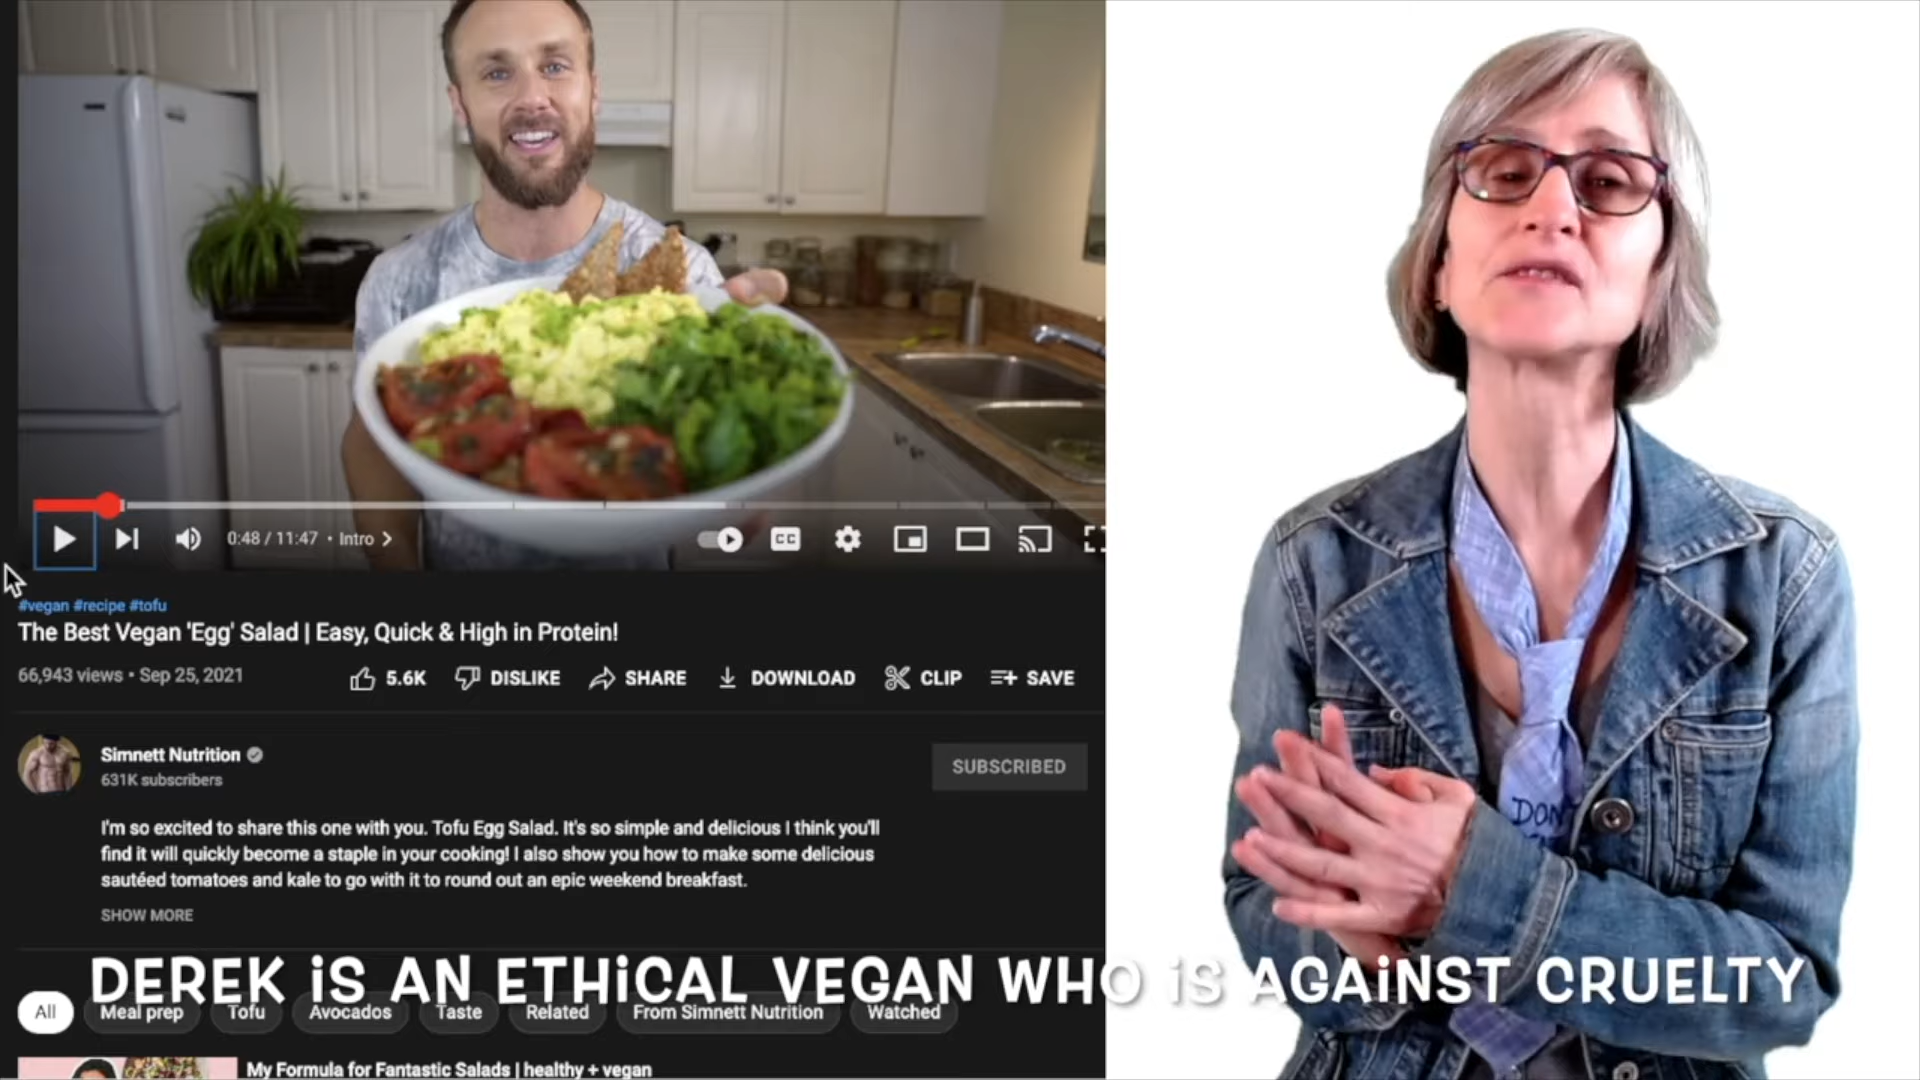 0:48 / 11:47 • Intro
CC
#vegan #recipe #tofu
The Best Vegan 'Egg' Salad | Easy, Quick & High in Protein!
66,943 views • Sep 25, 2021
5.6K DISLIKE SHARE DOWNLOAD CLIP SAVE
Simnett Nutrition
631K subscribers
SUBSCRIBED
I'm so excited to share this one with you. Tofu Egg Salad. It's so simple and delicious I think you'll
find it will quickly become a staple in your cooking! I also show you how to make some delicious
sautéed tomatoes and kale to go with it to round out an epic weekend breakfast.
SHOW MORE
DON
DEREK iS AN ETHiCAL VEGAN WHO iS AGAiNST CRUELTY
All Meal prep Tofu Avocados Taste Related From Simnett Nutrition Watched
My Formula for Fantastic Salads | healthy + vegan